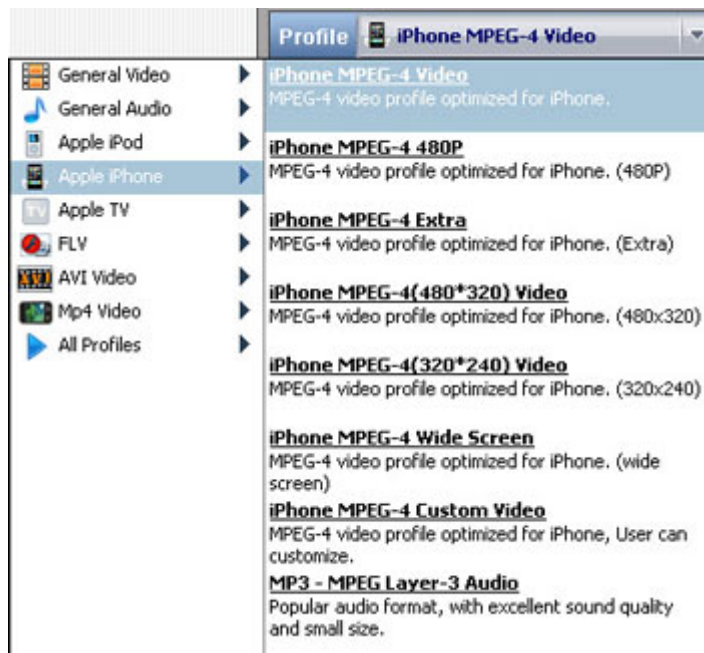 Profile iPhone MPEG-4 Video
General Video
General Audio
Apple iPod
Apple iPhone
Apple TV
FLV
AVI Video
Mp4 Video
All Profiles
iPhone MPEG-4 Video
MPEG-4 video profile optimized for iPhone.
iPhone MPEG-4 480P
MPEG-4 video profile optimized for iPhone. (480P)
iPhone MPEG-4 Extra
MPEG-4 video profile optimized for iPhone. (Extra)
iPhone MPEG-4(480*320) Video
MPEG-4 video profile optimized for iPhone. (480x320)
iPhone MPEG-4(320*240) Video
MPEG-4 video profile optimized for iPhone. (320x240)
iPhone MPEG-4 Wide Screen
MPEG-4 video profile optimized for iPhone. (wide
screen)
iPhone MPEG-4 Custom Video
MPEG-4 video profile optimized for iPhone, User can
customize.
MP3 - MPEG Layer-3 Audio
Popular audio format, with excellent sound quality
and small size.